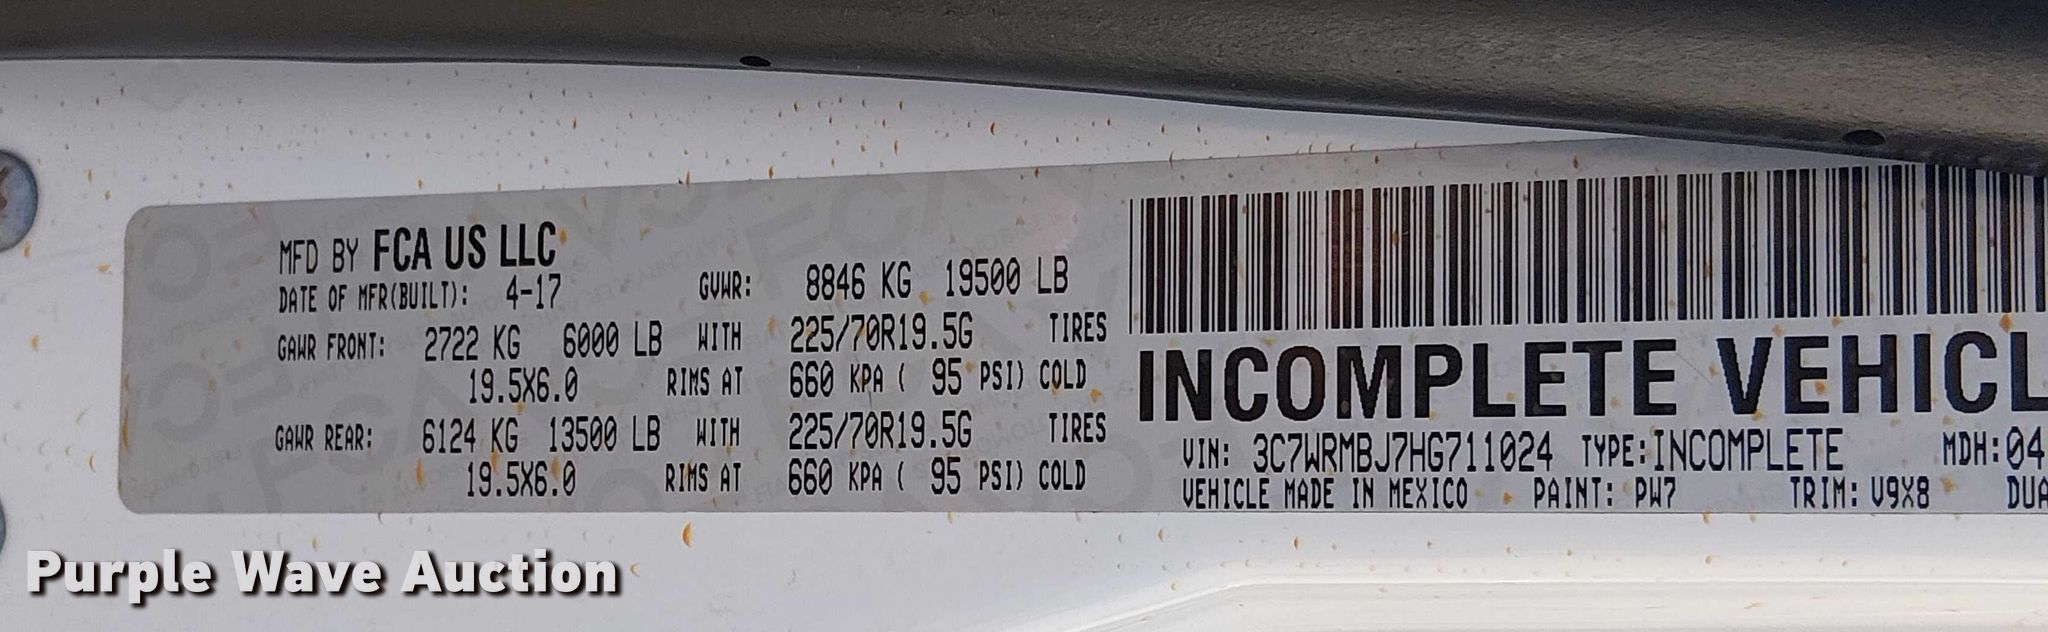 MFD BY FCA US LLC
DATE OF MFR(BUILT): 4-17 GVWR: 8846 KG 19500 LB
GAWR FRONT: 2722 KG 6000 LB WITH 225/70R19.5G TIRES
19.5X6.0 RIMS AT 660 KPA ( 95 PSI) COLD
GAWR REAR: 6124 KG 13500 LB WITH 225/70R19.5G TIRES
19.5X6.0 RIMS AT 660 KPA ( 95 PSI) COLD
INCOMPLETE VEHICL
VIN: 3C7WRMBJ7HG711024 TYPE: INCOMPLETE MDH: 04
VEHICLE MADE IN MEXICO PAINT: PW7 TRIM: V9X8 DUA
Purple Wave Auction